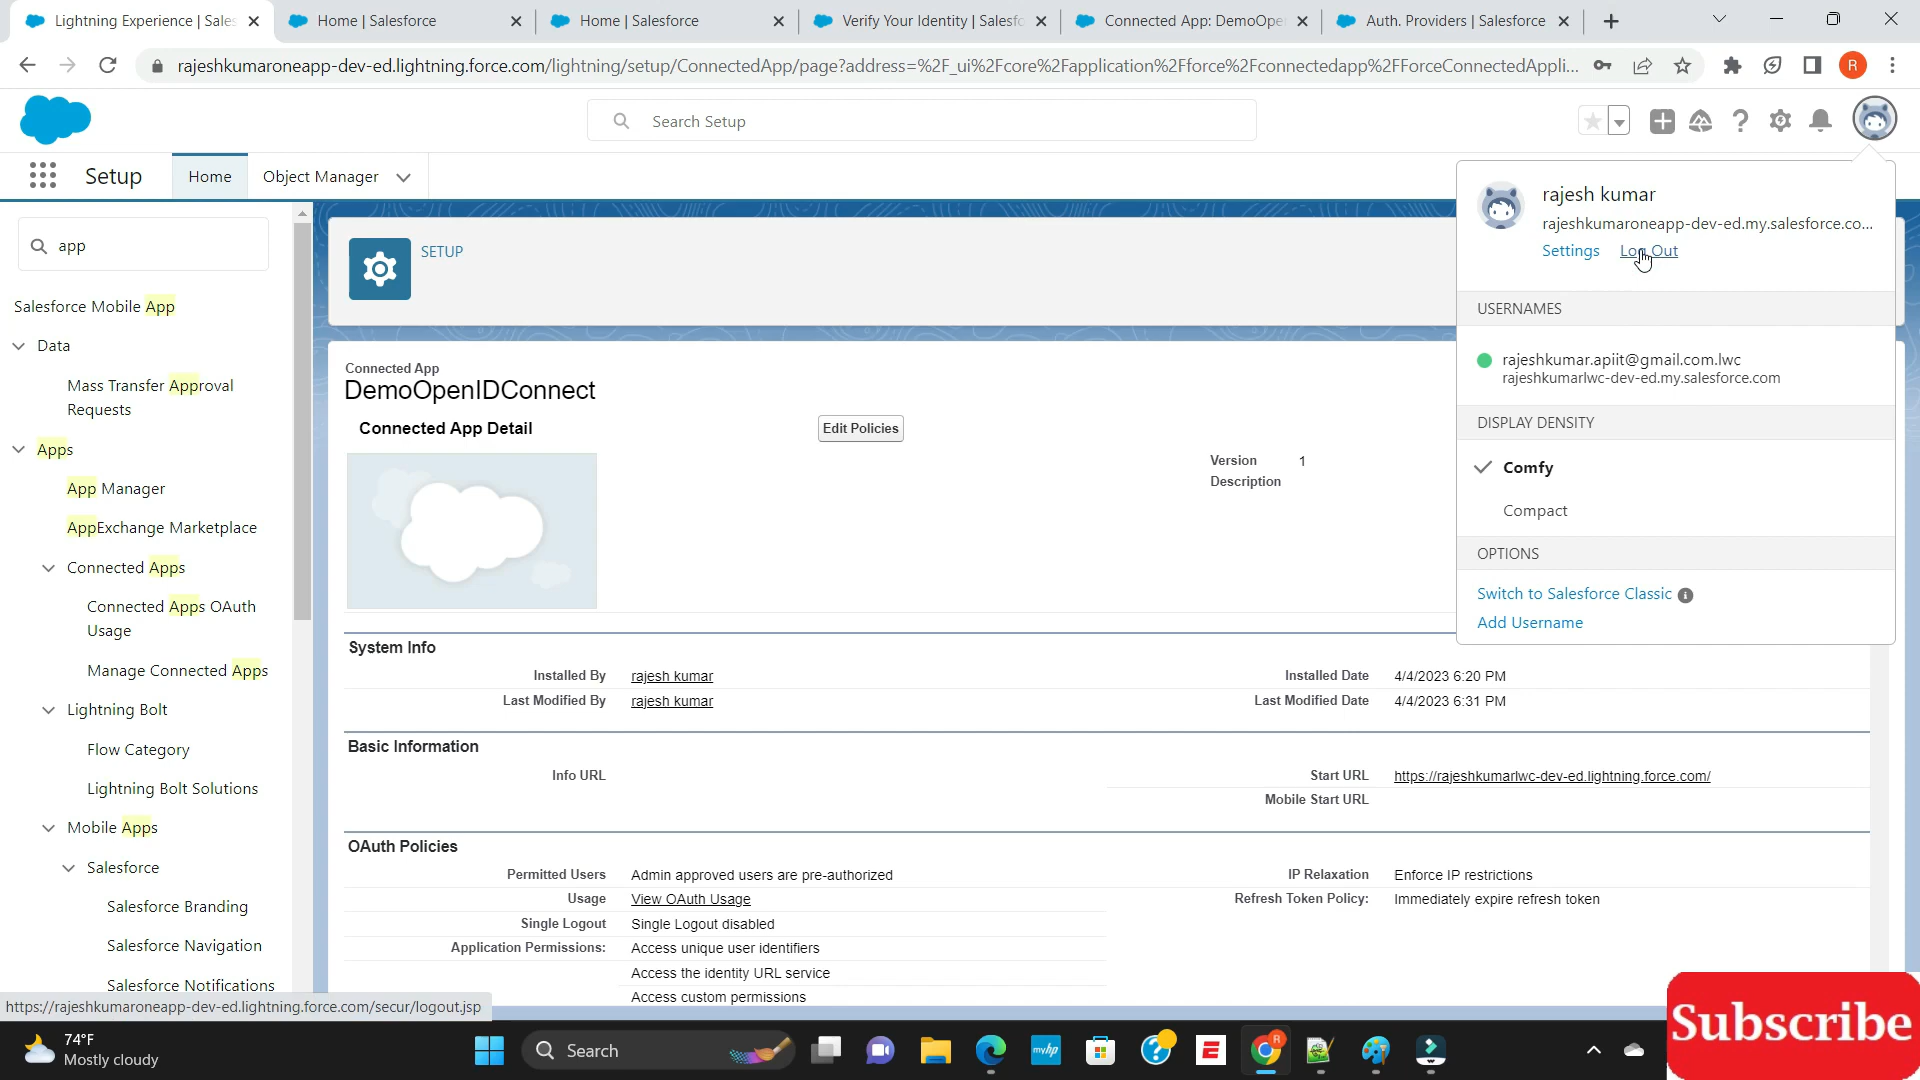 Lightning Experience | Sales
Home | Salesforce
Home | Salesforce
Verify Your Identity | Salesfo
Connected App: DemoOpe
Auth. Providers | Salesforce
rajeshkumaroneapp-dev-ed.lightning.force.com/lightning/setup/ConnectedApp/page?address=%2F_ui%2Fcore%2Fapplication%2Fforce%2Fconnectedapp%2FForceConnectedAppli...
R
Search Setup
Setup
Home
Object Manager
app
Salesforce Mobile App
Data
Mass Transfer Approval
Requests
Apps
App Manager
AppExchange Marketplace
Connected Apps
Connected Apps OAuth
Usage
Manage Connected Apps
Lightning Bolt
Flow Category
Lightning Bolt Solutions
Mobile Apps
Salesforce
Salesforce Branding
Salesforce Navigation
Salesforce Notifications
SETUP
Connected App
DemoOpenIDConnect
Connected App Detail
Edit Policies
Version 1
Description
System Info
Installed By rajesh kumar
Installed Date 4/4/2023 6:20 PM
Last Modified By rajesh kumar
Last Modified Date 4/4/2023 6:31 PM
Basic Information
Info URL
Start URL https://rajeshkumarlwc-dev-ed.lightning.force.com/
Mobile Start URL
OAuth Policies
Permitted Users Admin approved users are pre-authorized
IP Relaxation Enforce IP restrictions
Usage View OAuth Usage
Refresh Token Policy: Immediately expire refresh token
Single Logout Single Logout disabled
Application Permissions: Access unique user identifiers
Access the identity URL service
Access custom permissions
rajesh kumar
rajeshkumaroneapp-dev-ed.my.salesforce.co...
Settings Log Out
USERNAMES
rajeshkumar.apiit@gmail.com.lwc
rajeshkumarlwc-dev-ed.my.salesforce.com
DISPLAY DENSITY
Comfy
Compact
OPTIONS
Switch to Salesforce Classic
Add Username
https://rajeshkumaroneapp-dev-ed.lightning.force.com/secur/logout.jsp
74°F
Mostly cloudy
Search
myhp
E
R
Subscribe